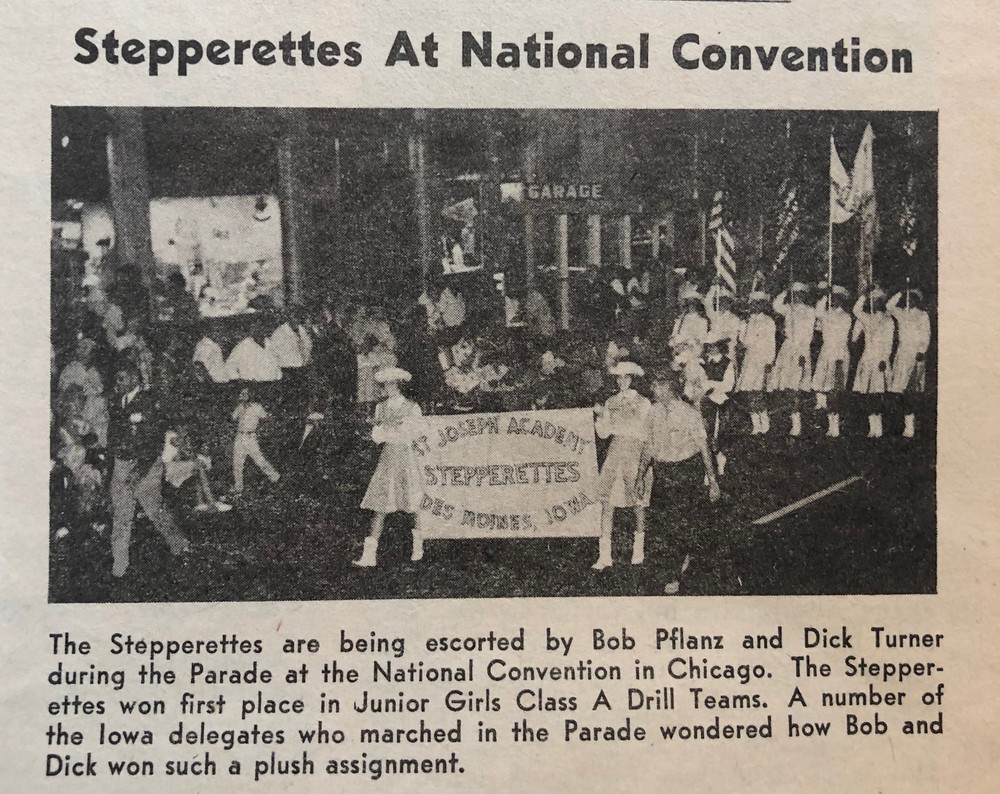 Stepperettes At National Convention
GARAGE
ST JOSEPH ACADEMY
STEPPERETTES
DES MOINES, IOWA
The Stepperettes are being escorted by Bob Pflanz and Dick Turner
during the Parade at the National Convention in Chicago. The Stepper-
ettes won first place in Junior Girls Class A Drill Teams. A number of
the Iowa delegates who marched in the Parade wondered how Bob and
Dick won such a plush assignment.